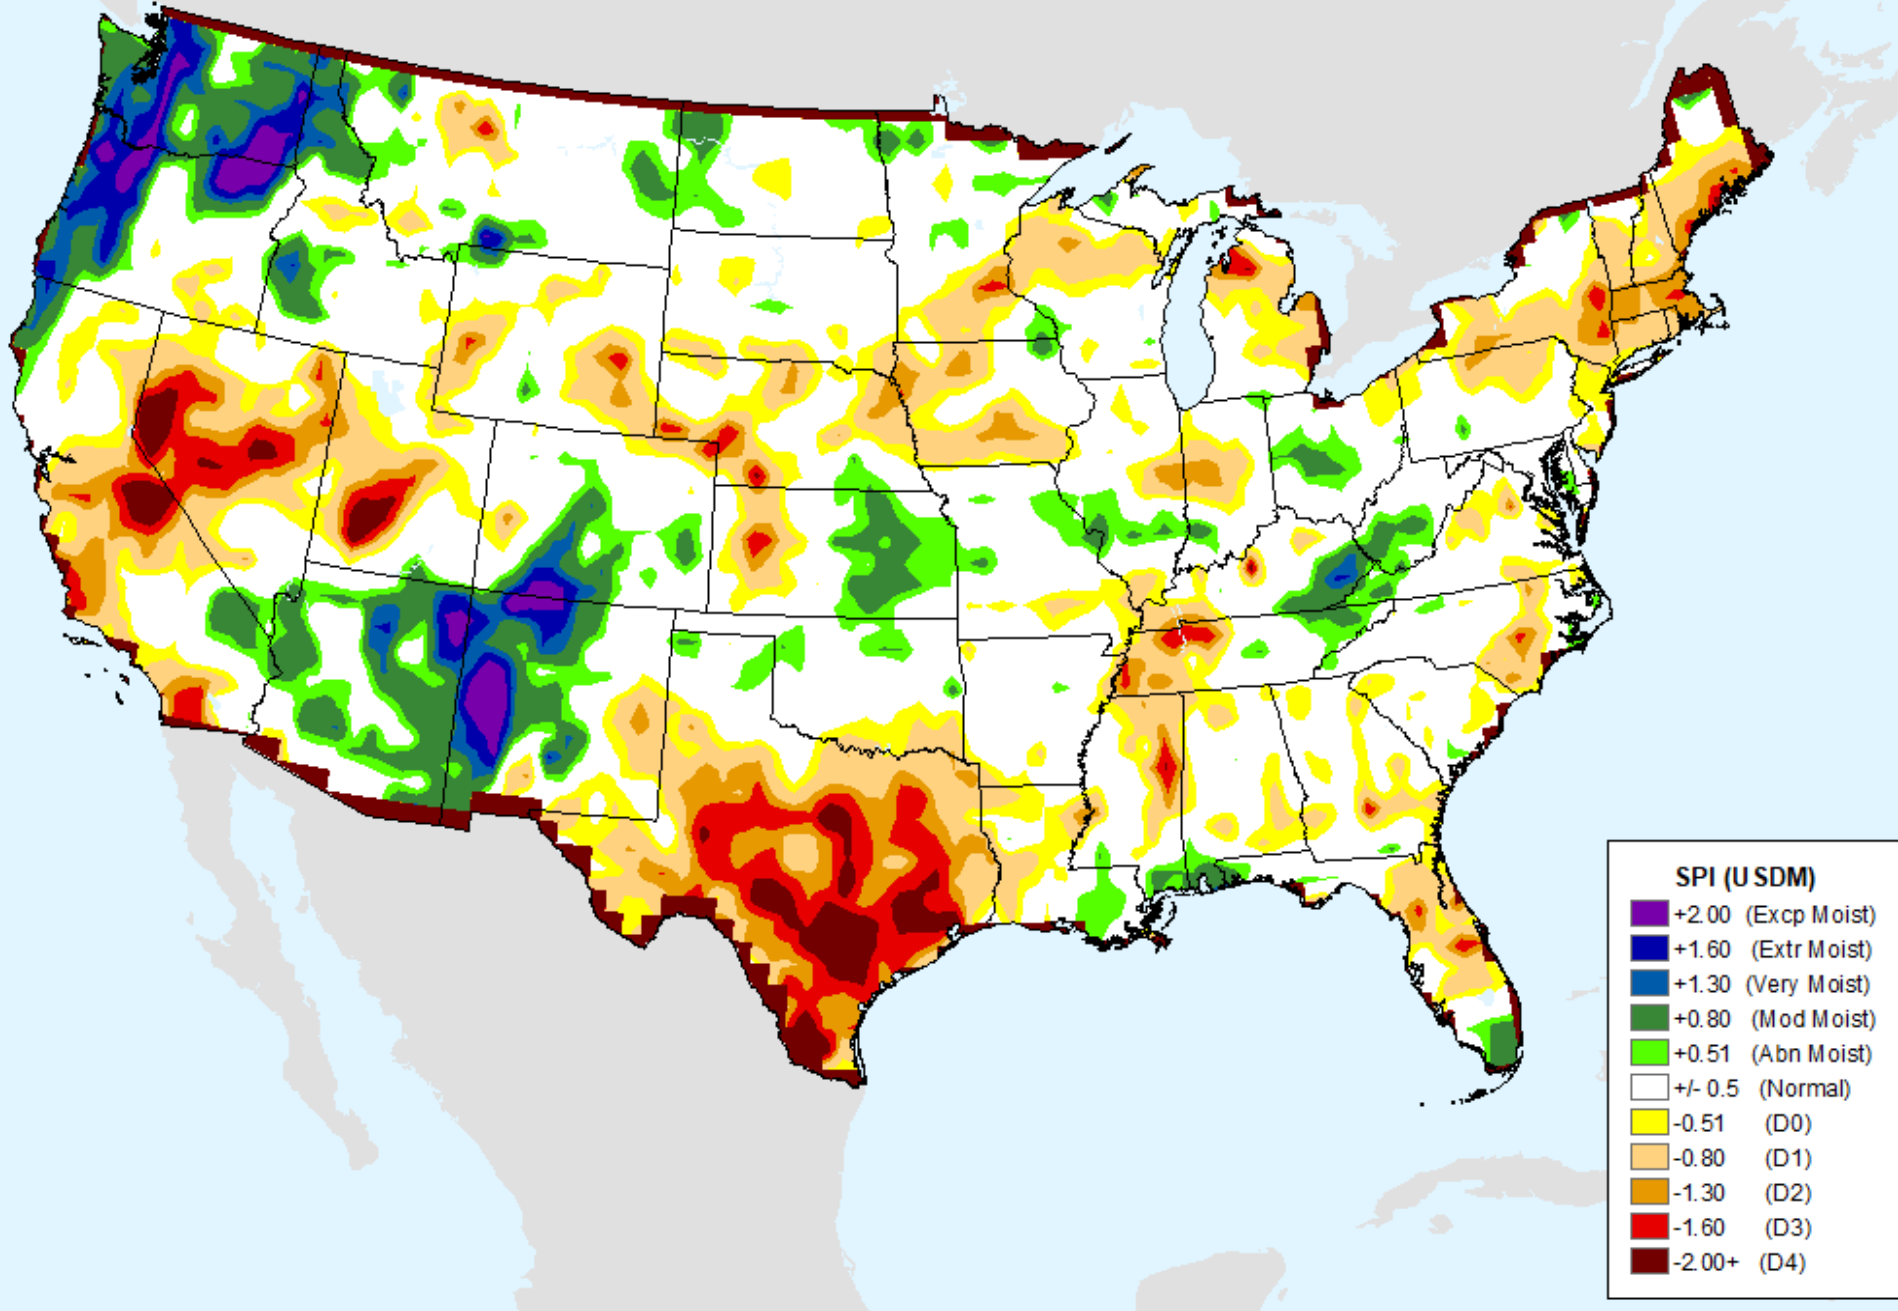 SPI (USDM)
+2.00 (Excp Moist)
+1.60 (Extr Moist)
+1.30 (Very Moist)
+0.80 (Mod Moist)
+0.51 (Abn Moist)
+/- 0.5 (Normal)
-0.51 (D0)
-0.80 (D1)
-1.30 (D2)
-1.60 (D3)
-2.00+ (D4)